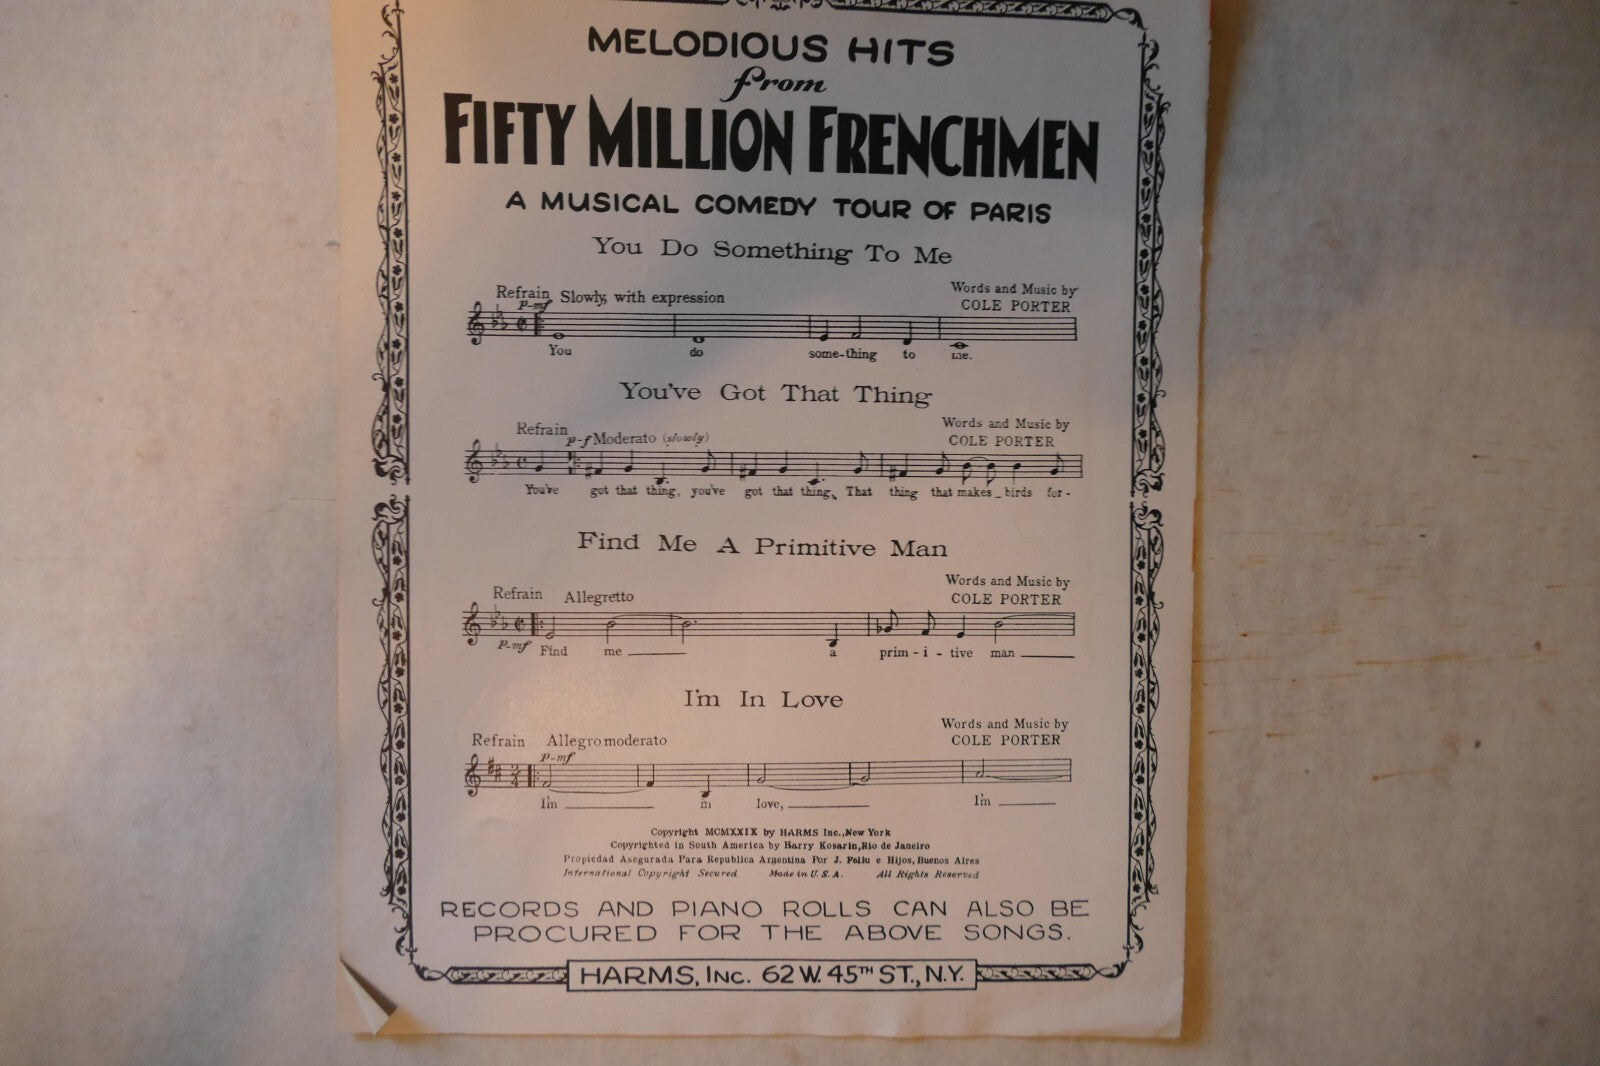 MELODIOUS HITS
from
FIFTY MILLION FRENCHMEN
A MUSICAL COMEDY TOUR OF PARIS
You Do Something To Me
Refrain Slowly, with expression
Words and Music by
COLE PORTER
p-mf
You do some-thing to me.
You've Got That Thing
Refrain
p-f Moderato (slowly)
Words and Music by
COLE PORTER
You've got that thing, you've got that thing, That thing that makes_birds for-
Find Me A Primitive Man
Refrain Allegretto
Words and Music by
COLE PORTER
p-mf
Find me a prim-i-tive man
I'm In Love
Refrain Allegro moderato
Words and Music by
COLE PORTER
p-mf
I'm in love, I'm
Copyright MCMXXIX by HARMS Inc., New York
Copyrighted in South America by Harry Kosarin, Rio de Janeiro
Propiedad Asegurada Para Republica Argentina Por J. Feliu e Hijos, Buenos Aires
International Copyright Secured Made in U.S.A. All Rights Reserved
RECORDS AND PIANO ROLLS CAN ALSO BE
PROCURED FOR THE ABOVE SONGS.
HARMS, INC. 62 W. 45TH ST., N.Y.